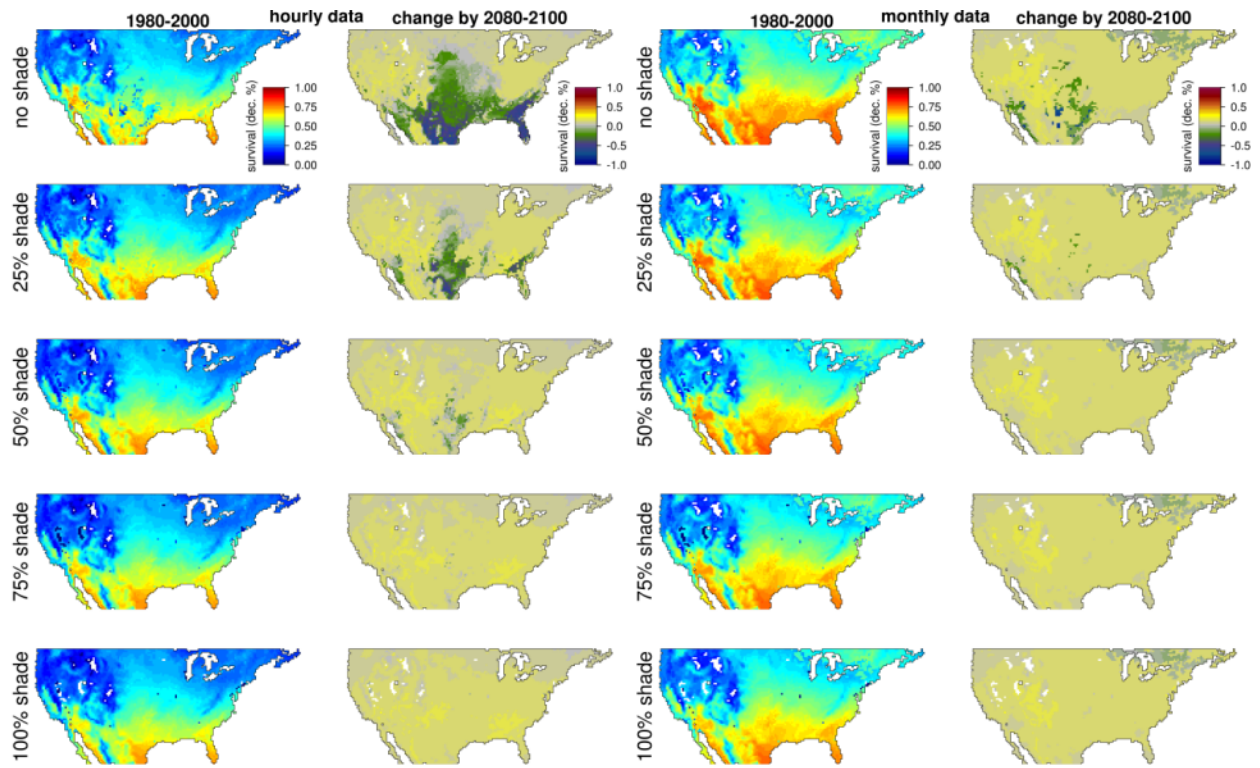 hourly data
monthly data
1980-2000
change by 2080-2100
1980-2000
change by 2080-2100
no shade
survival (dec. %)
1.00
0.75
0.50
0.25
0.00
survival (dec. %)
1.0
0.5
0.0
-0.5
-1.0
no shade
survival (dec. %)
1.00
0.75
0.50
0.25
0.00
survival (dec. %)
1.0
0.5
0.0
-0.5
-1.0
25% shade
25% shade
50% shade
50% shade
75% shade
75% shade
100% shade
100% shade